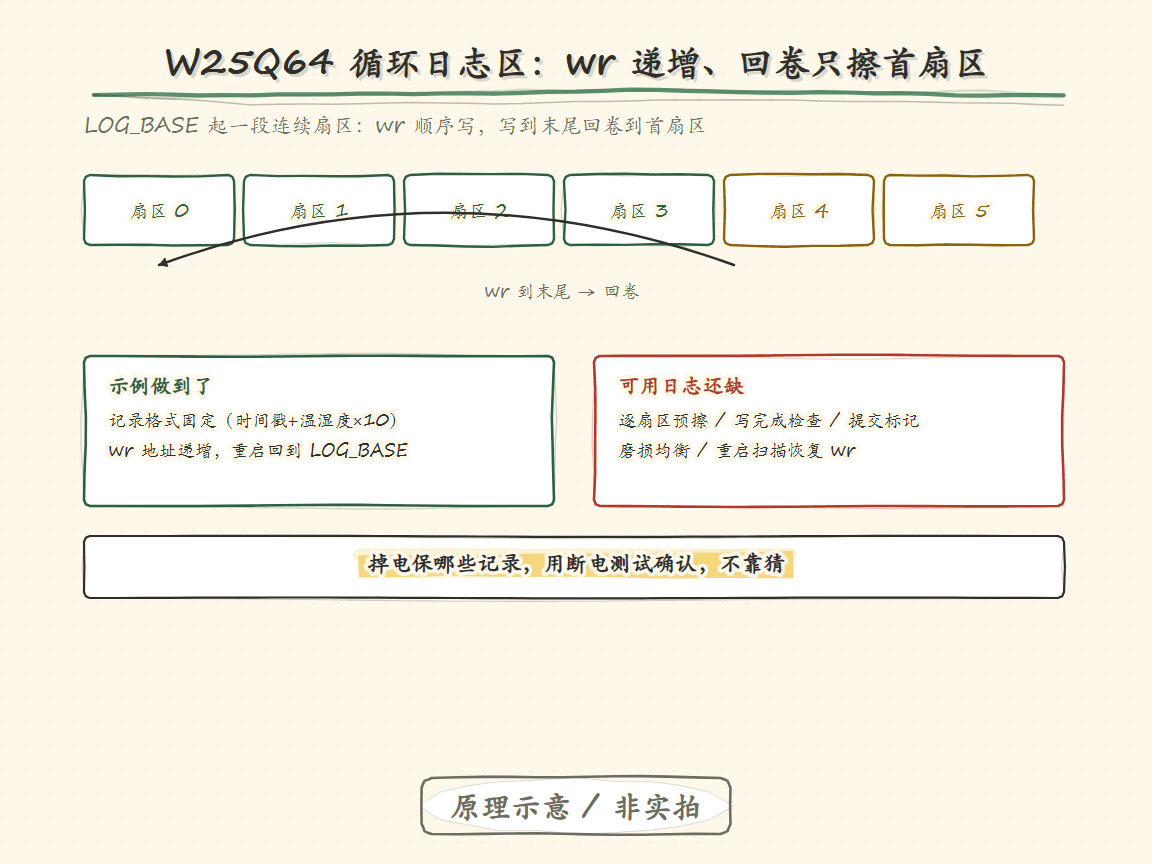 W25Q64 循环日志区：wr 递增、回卷只擦首扇区
LOG_BASE 起一段连续扇区：wr 顺序写，写到末尾回卷到首扇区
扇区 0 扇区 1 扇区 2 扇区 3 扇区 4 扇区 5
wr 到末尾 → 回卷
示例做到了
记录格式固定（时间戳+温湿度×10）
wr 地址递增，重启回到 LOG_BASE
可用日志还缺
逐扇区预擦 / 写完成检查 / 提交标记
磨损均衡 / 重启扫描恢复 wr
掉电保哪些记录，用断电测试确认，不靠猜
原理示意 / 非实拍